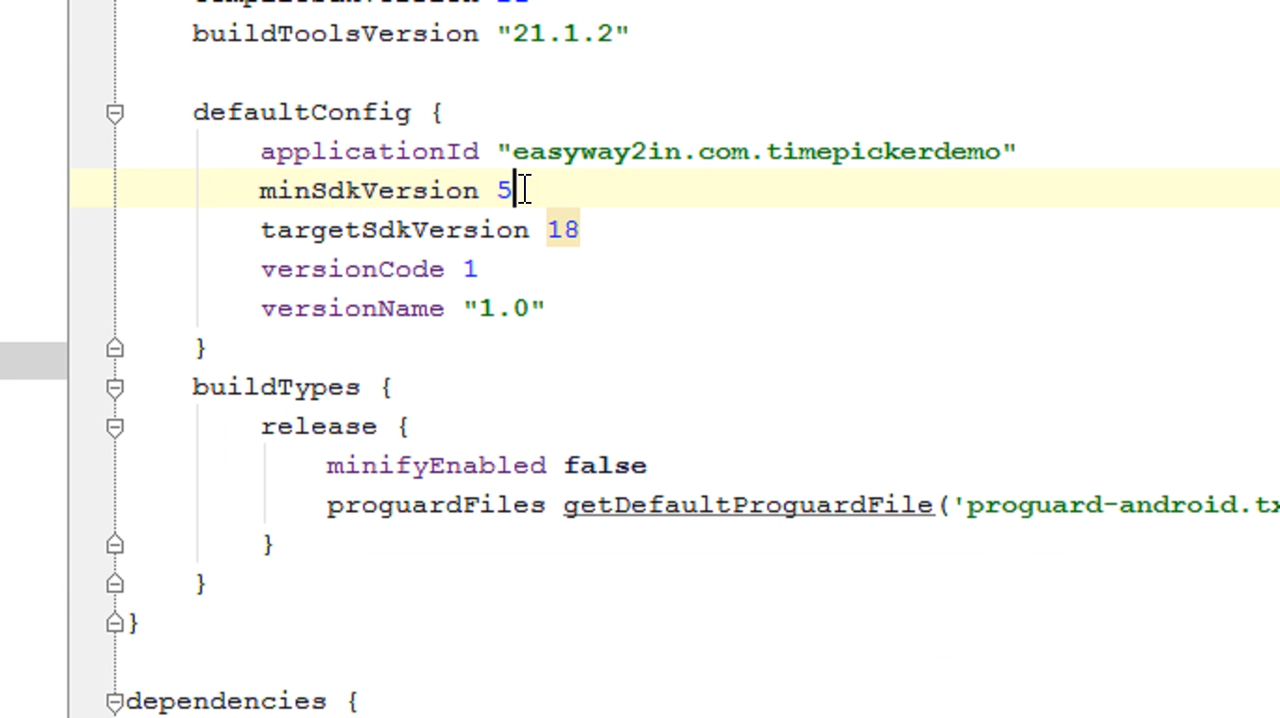 buildToolsVersion "21.1.2"
defaultConfig {
applicationId "easyway2in.com.timepickerdemo"
minSdkVersion 5
targetSdkVersion 18
versionCode 1
versionName "1.0"
}
buildTypes {
release {
minifyEnabled false
proguardFiles getDefaultProguardFile('proguard-android.tx
}
}
}
dependencies {